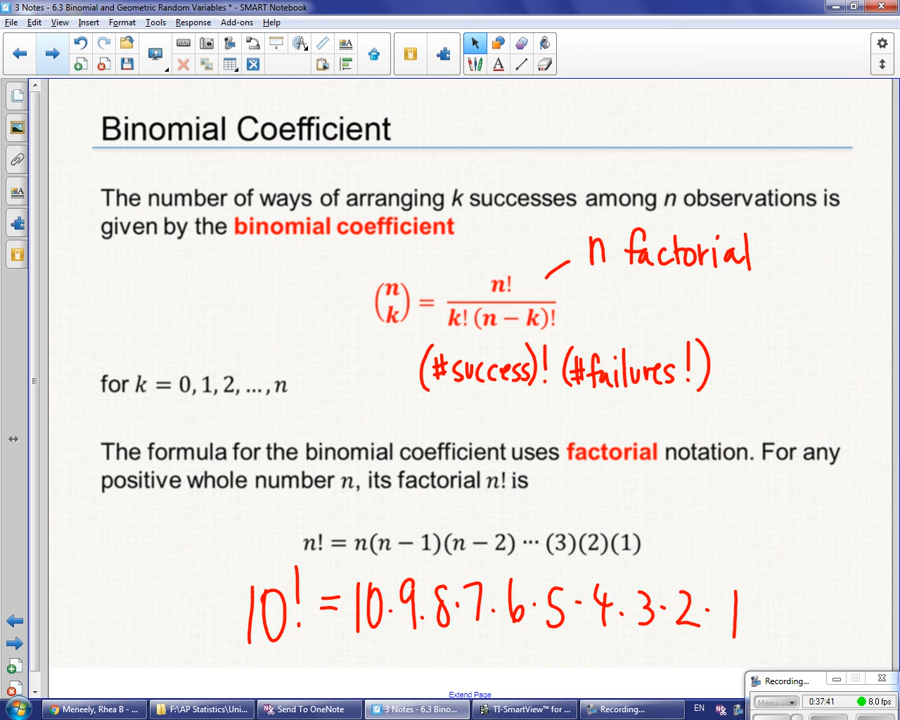 3 Notes - 6.3 Binomial and Geometric Random Variables * - SMART Notebook
File Edit View Insert Format Tools Response Add-ons Help
Binomial Coefficient
The number of ways of arranging k successes among n observations is
given by the binomial coefficient
n factorial
(n k) = n! / k! (n − k)!
(#success)! (#failures!)
for k = 0, 1, 2, ..., n
The formula for the binomial coefficient uses factorial notation. For any
positive whole number n, its factorial n! is
n! = n(n − 1)(n − 2) ⋯ (3)(2)(1)
10! = 10·9·8·7·6·5·4·3·2·1
Extend Page
Recording...
Menu
37:41
8.0 fps
Meneely, Rhea B - ... F:\AP Statistics\Uni... Send To OneNote 3 Notes - 6.3 Bino... TI-SmartView™ for ... Recording... EN